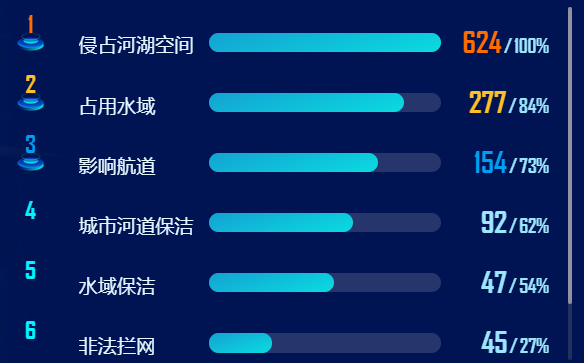 1 侵占河湖空间 624/100%
2 占用水域 277/84%
3 影响航道 154/73%
4 城市河道保洁 92/62%
5 水域保洁 47/54%
6 非法拦网 45/27%